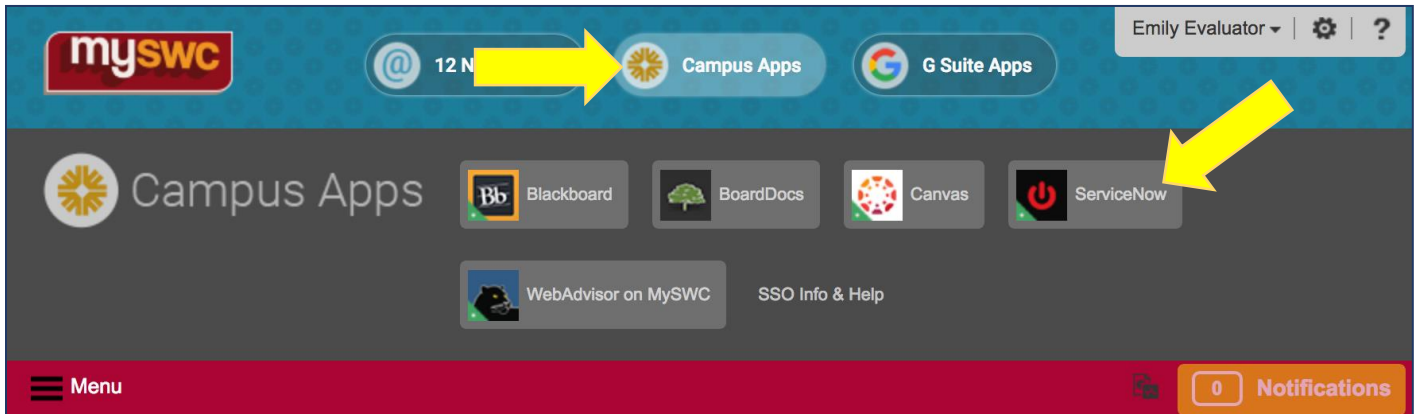 myswc
@ 12 N
Campus Apps
G Suite Apps
Emily Evaluator
?
Campus Apps
Bb Blackboard
BoardDocs
Canvas
ServiceNow
WebAdvisor on MySWC
SSO Info & Help
Menu
0 Notifications